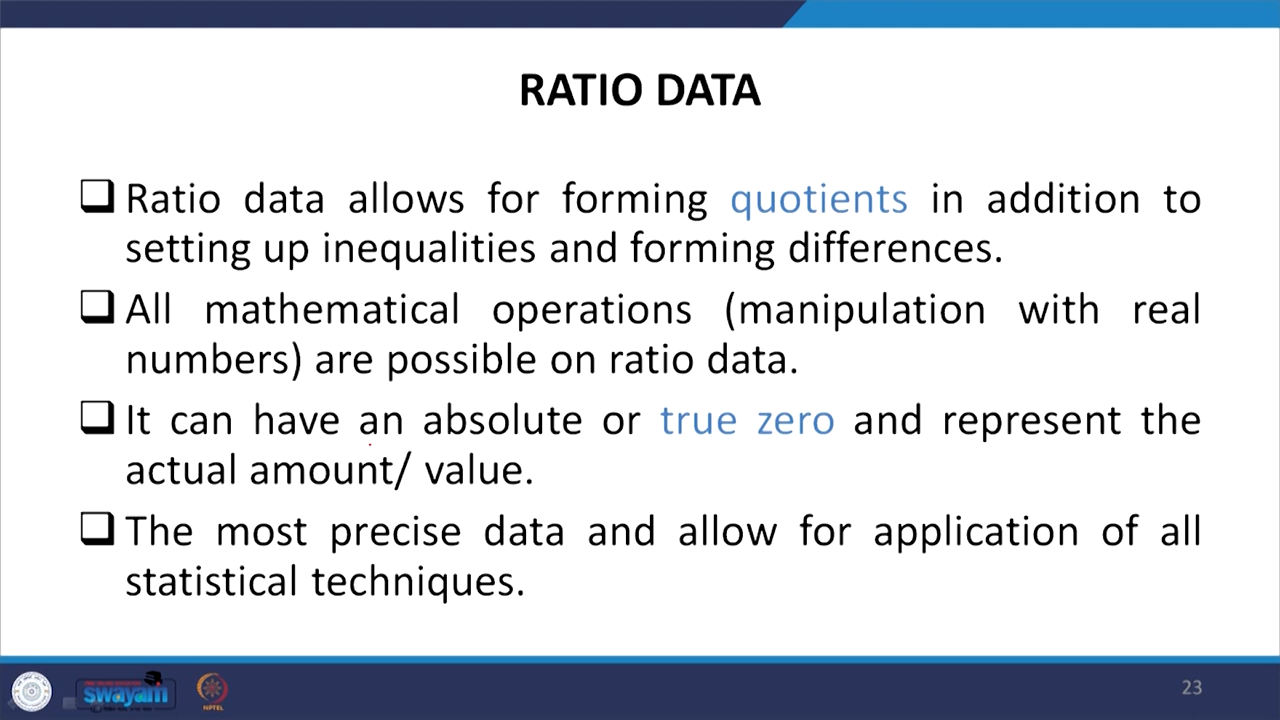 RATIO DATA
Ratio data allows for forming quotients in addition to
setting up inequalities and forming differences.
All mathematical operations (manipulation with real
numbers) are possible on ratio data.
It can have an absolute or true zero and represent the
actual amount/ value.
The most precise data and allow for application of all
statistical techniques.
swayam
NPTEL
23